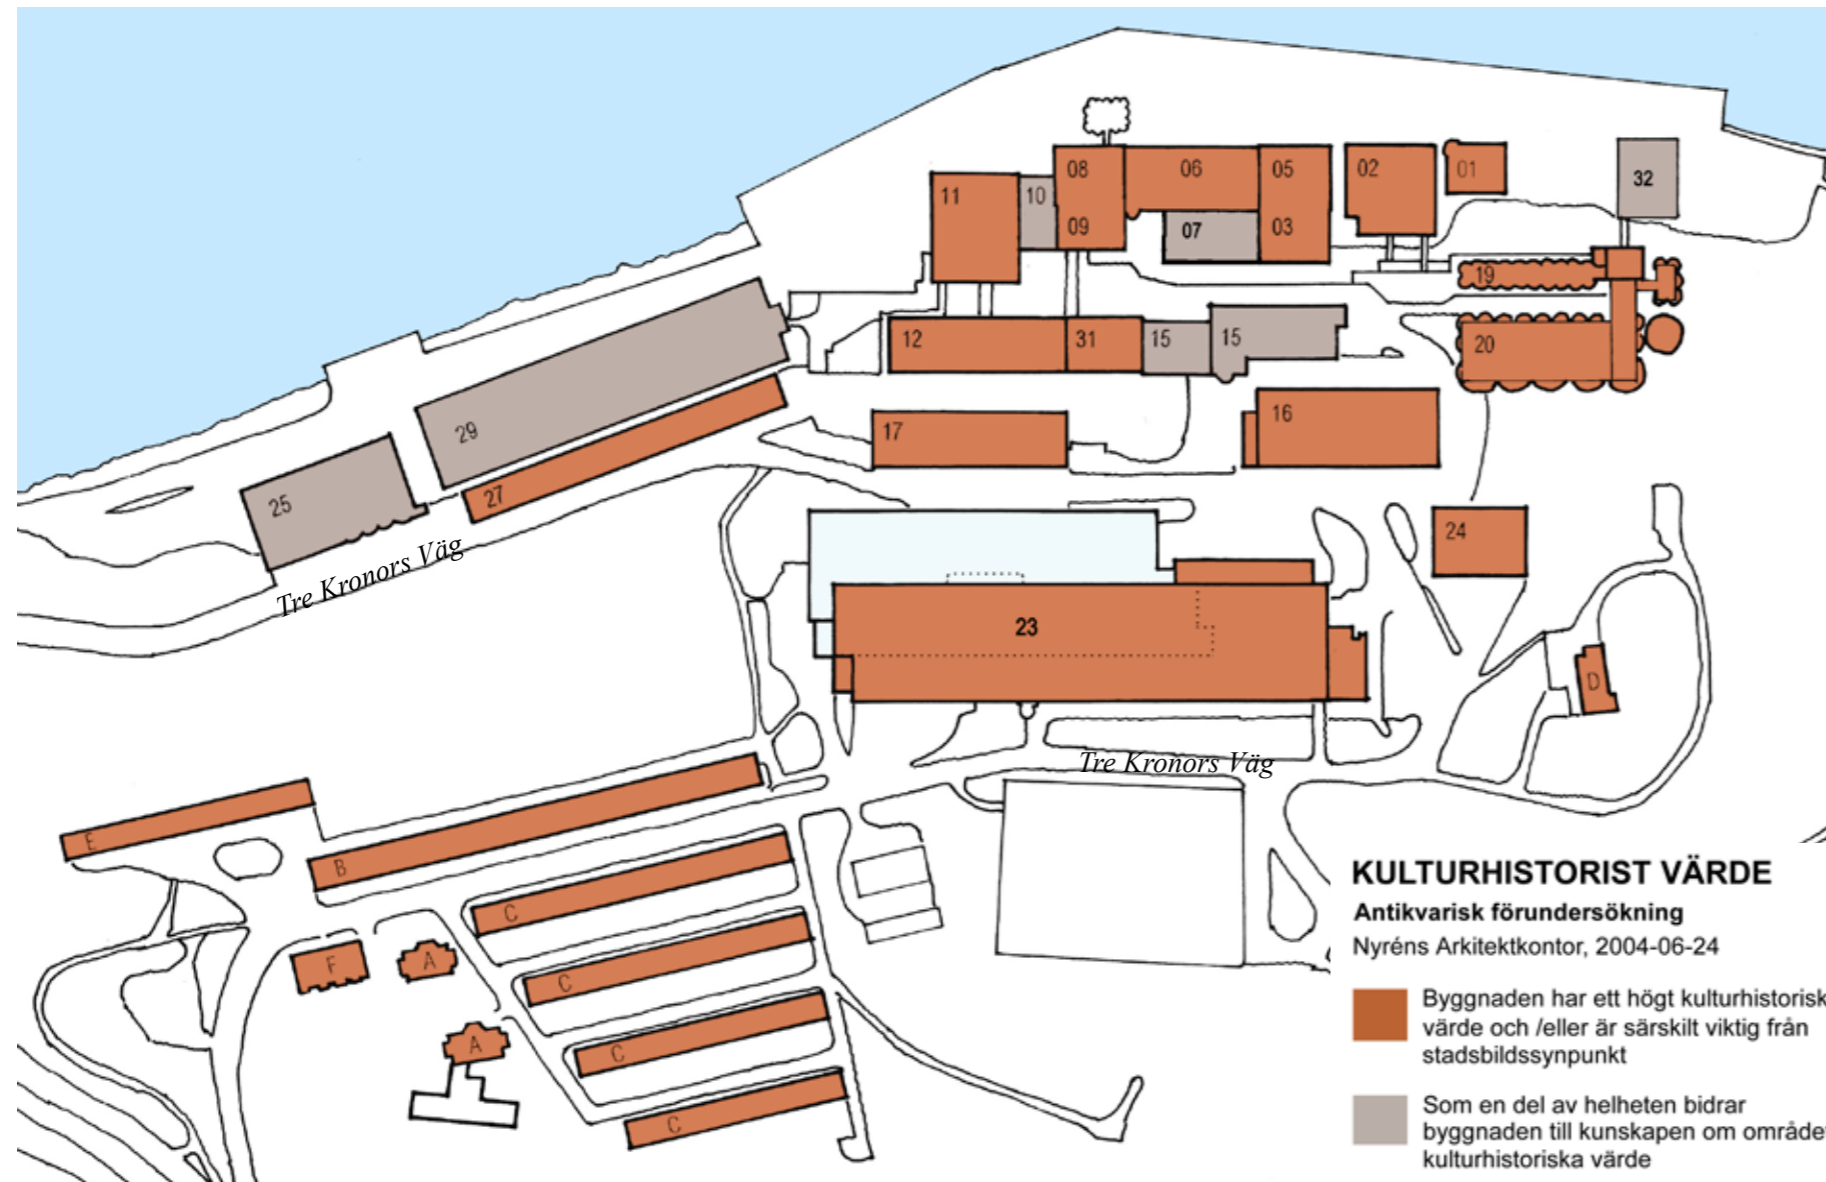 08
06
05
02
01
32
11
10
09
07
03
19
12
31
15
15
20
29
17
16
27
25
24
Tre Kronors Väg
23
D
Tre Kronors Väg
E
B
C
F
A
C
A
C
C
KULTURHISTORIST VÄRDE
Antikvarisk förundersökning
Nyréns Arkitektkontor, 2004-06-24
Byggnaden har ett högt kulturhistorisk
värde och /eller är särskilt viktig från
stadsbildssynpunkt
Som en del av helheten bidrar
byggnaden till kunskapen om område
kulturhistoriska värde